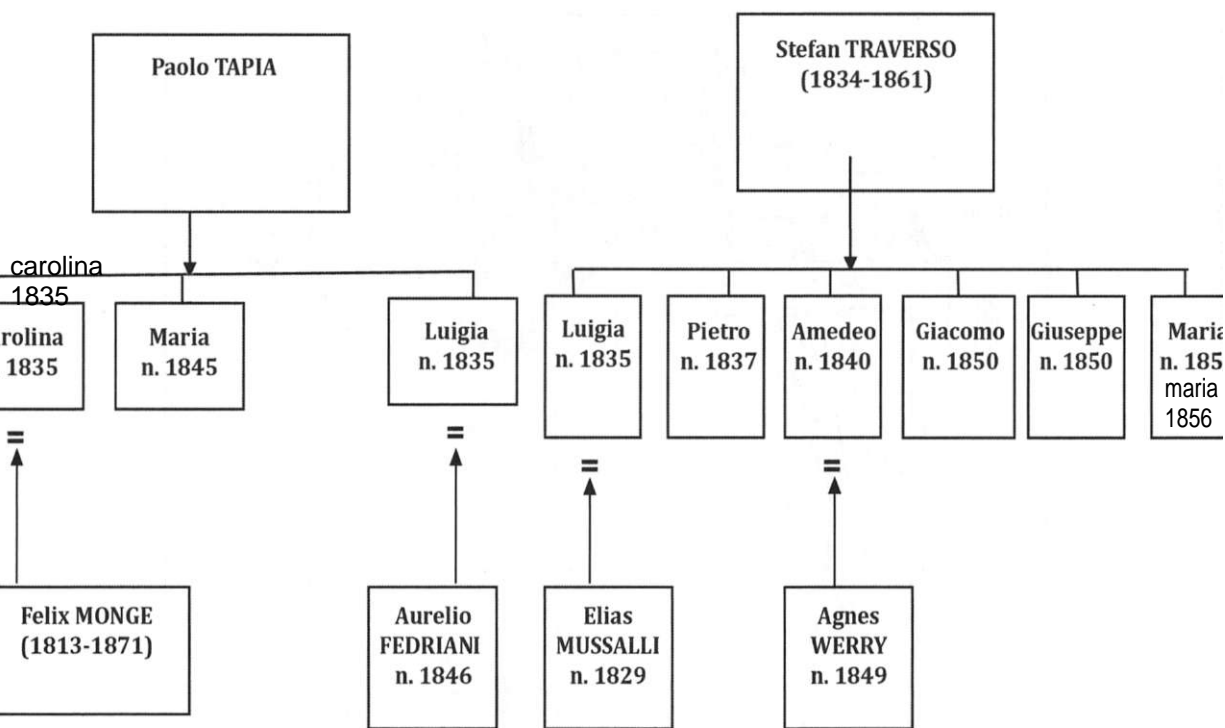 Paolo TAPIA
Stefan TRAVERSO
(1834-1861)
carolina
1835
rolina
1835
Maria
n. 1845
Luigia
n. 1835
Luigia
n. 1835
Pietro
n. 1837
Amedeo
n. 1840
Giacomo
n. 1850
Giuseppe
n. 1850
Maria
n. 185
maria
1856
=
=
=
=
Felix MONGE
(1813-1871)
Aurelio
FEDRIANI
n. 1846
Elias
MUSSALLI
n. 1829
Agnes
WERRY
n. 1849